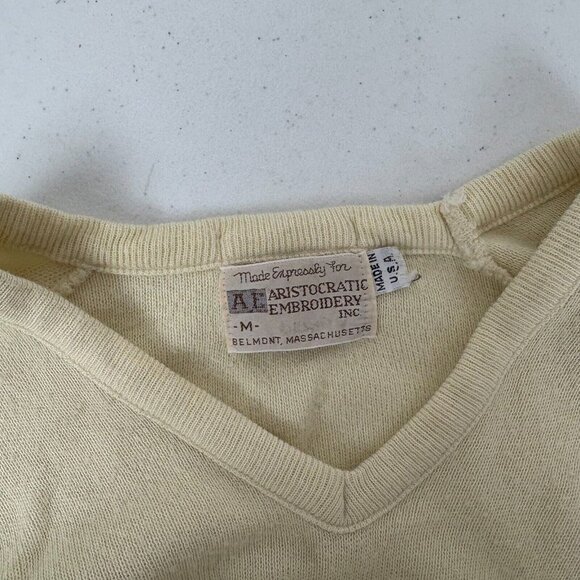 Made Expressly For
AE ARISTOCRATIC
EMBROIDERY
INC.
-M-
BELMONT, MASSACHUSETTS
MADE IN
U.S.A.